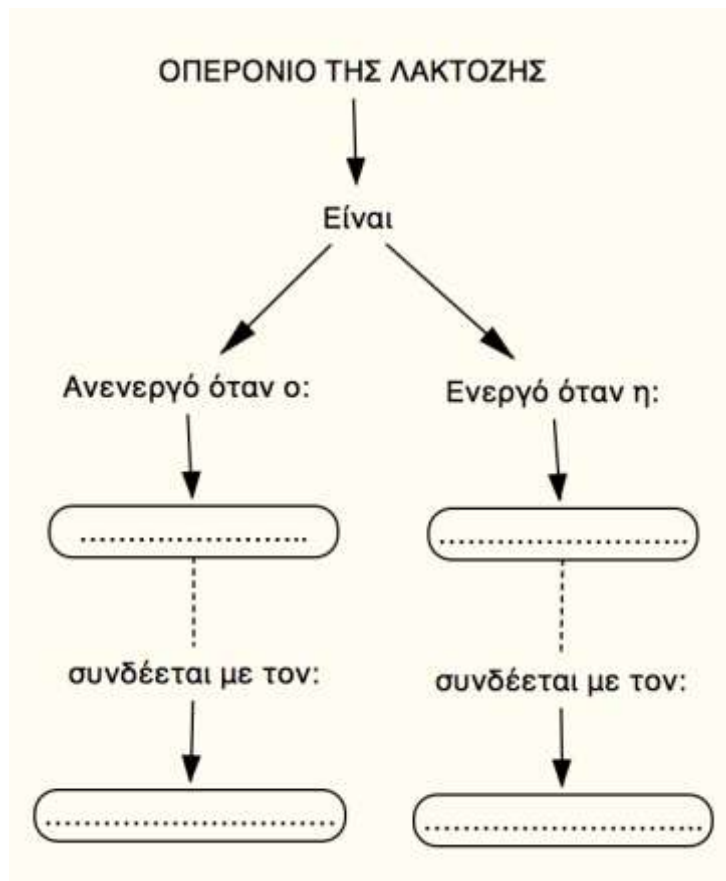 ΟΠΕΡΟΝΙΟ ΤΗΣ ΛΑΚΤΟΖΗΣ
Είναι
Ανενεργό όταν ο:
Ενεργό όταν η:
.......................
..........................
συνδέεται με τον:
συνδέεται με τον:
..............................
.............................